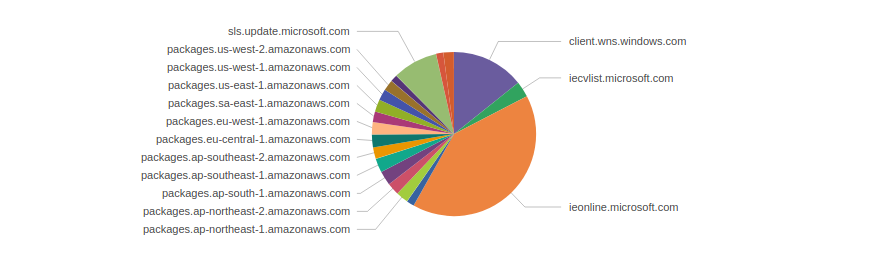 sls.update.microsoft.com
packages.us-west-2.amazonaws.com
packages.us-west-1.amazonaws.com
packages.us-east-1.amazonaws.com
packages.sa-east-1.amazonaws.com
packages.eu-west-1.amazonaws.com
packages.eu-central-1.amazonaws.com
packages.ap-southeast-2.amazonaws.com
packages.ap-southeast-1.amazonaws.com
packages.ap-south-1.amazonaws.com
packages.ap-northeast-2.amazonaws.com
packages.ap-northeast-1.amazonaws.com
client.wns.windows.com
iecvlist.microsoft.com
ieonline.microsoft.com